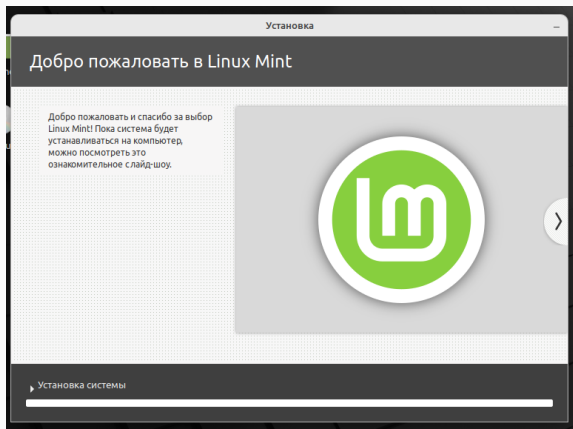 Установка
Добро пожаловать в Linux Mint
Добро пожаловать и спасибо за выбор
Linux Mint! Пока система будет
устанавливаться на компьютер,
можно посмотреть это
ознакомительное слайд-шоу.
Установка системы